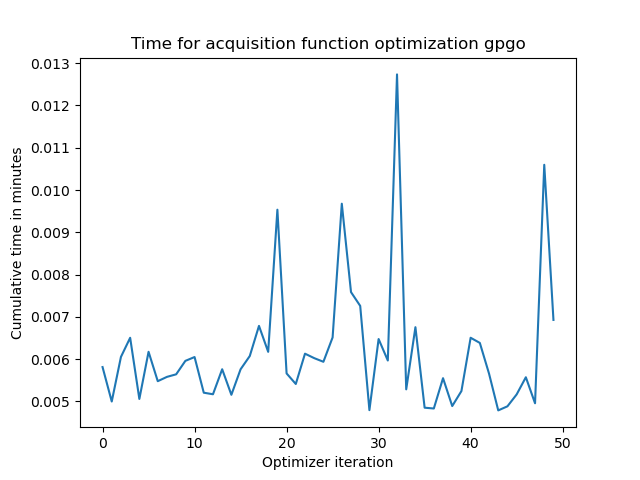 Time for acquisition function optimization gpgo
Cumulative time in minutes
0.013
0.012
0.011
0.010
0.009
0.008
0.007
0.006
0.005
0 10 20 30 40 50
Optimizer iteration